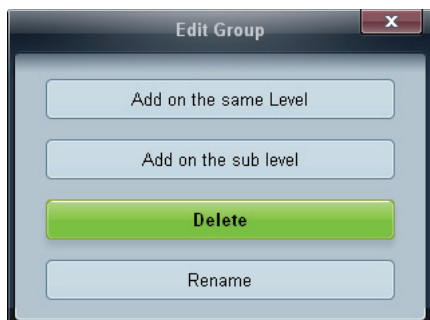 Edit Group
x
Add on the same Level
Add on the sub level
Delete
Rename